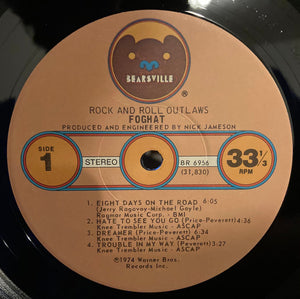 BEARSVILLE
®
ROCK AND ROLL OUTLAWS
FOGHAT
PRODUCED AND ENGINEERED BY NICK JAMESON
SIDE
1
STEREO
BR 6956
(31,830)
33 1/3
RPM
1. EIGHT DAYS ON THE ROAD 6:05
(Jerry Ragavoy-Michael Gayle)
Ragmar Music Corp. - BMI
2. HATE TO SEE YOU GO (Price-Peverett) 4:36
Knee Trembler Music - ASCAP
3. DREAMER (Price-Peverett) 6:34
Knee Trembler Music - ASCAP
4. TROUBLE IN MY WAY (Peverett) 3:27
Knee Trembler Music - ASCAP
℗1974 Warner Bros.
Records Inc.